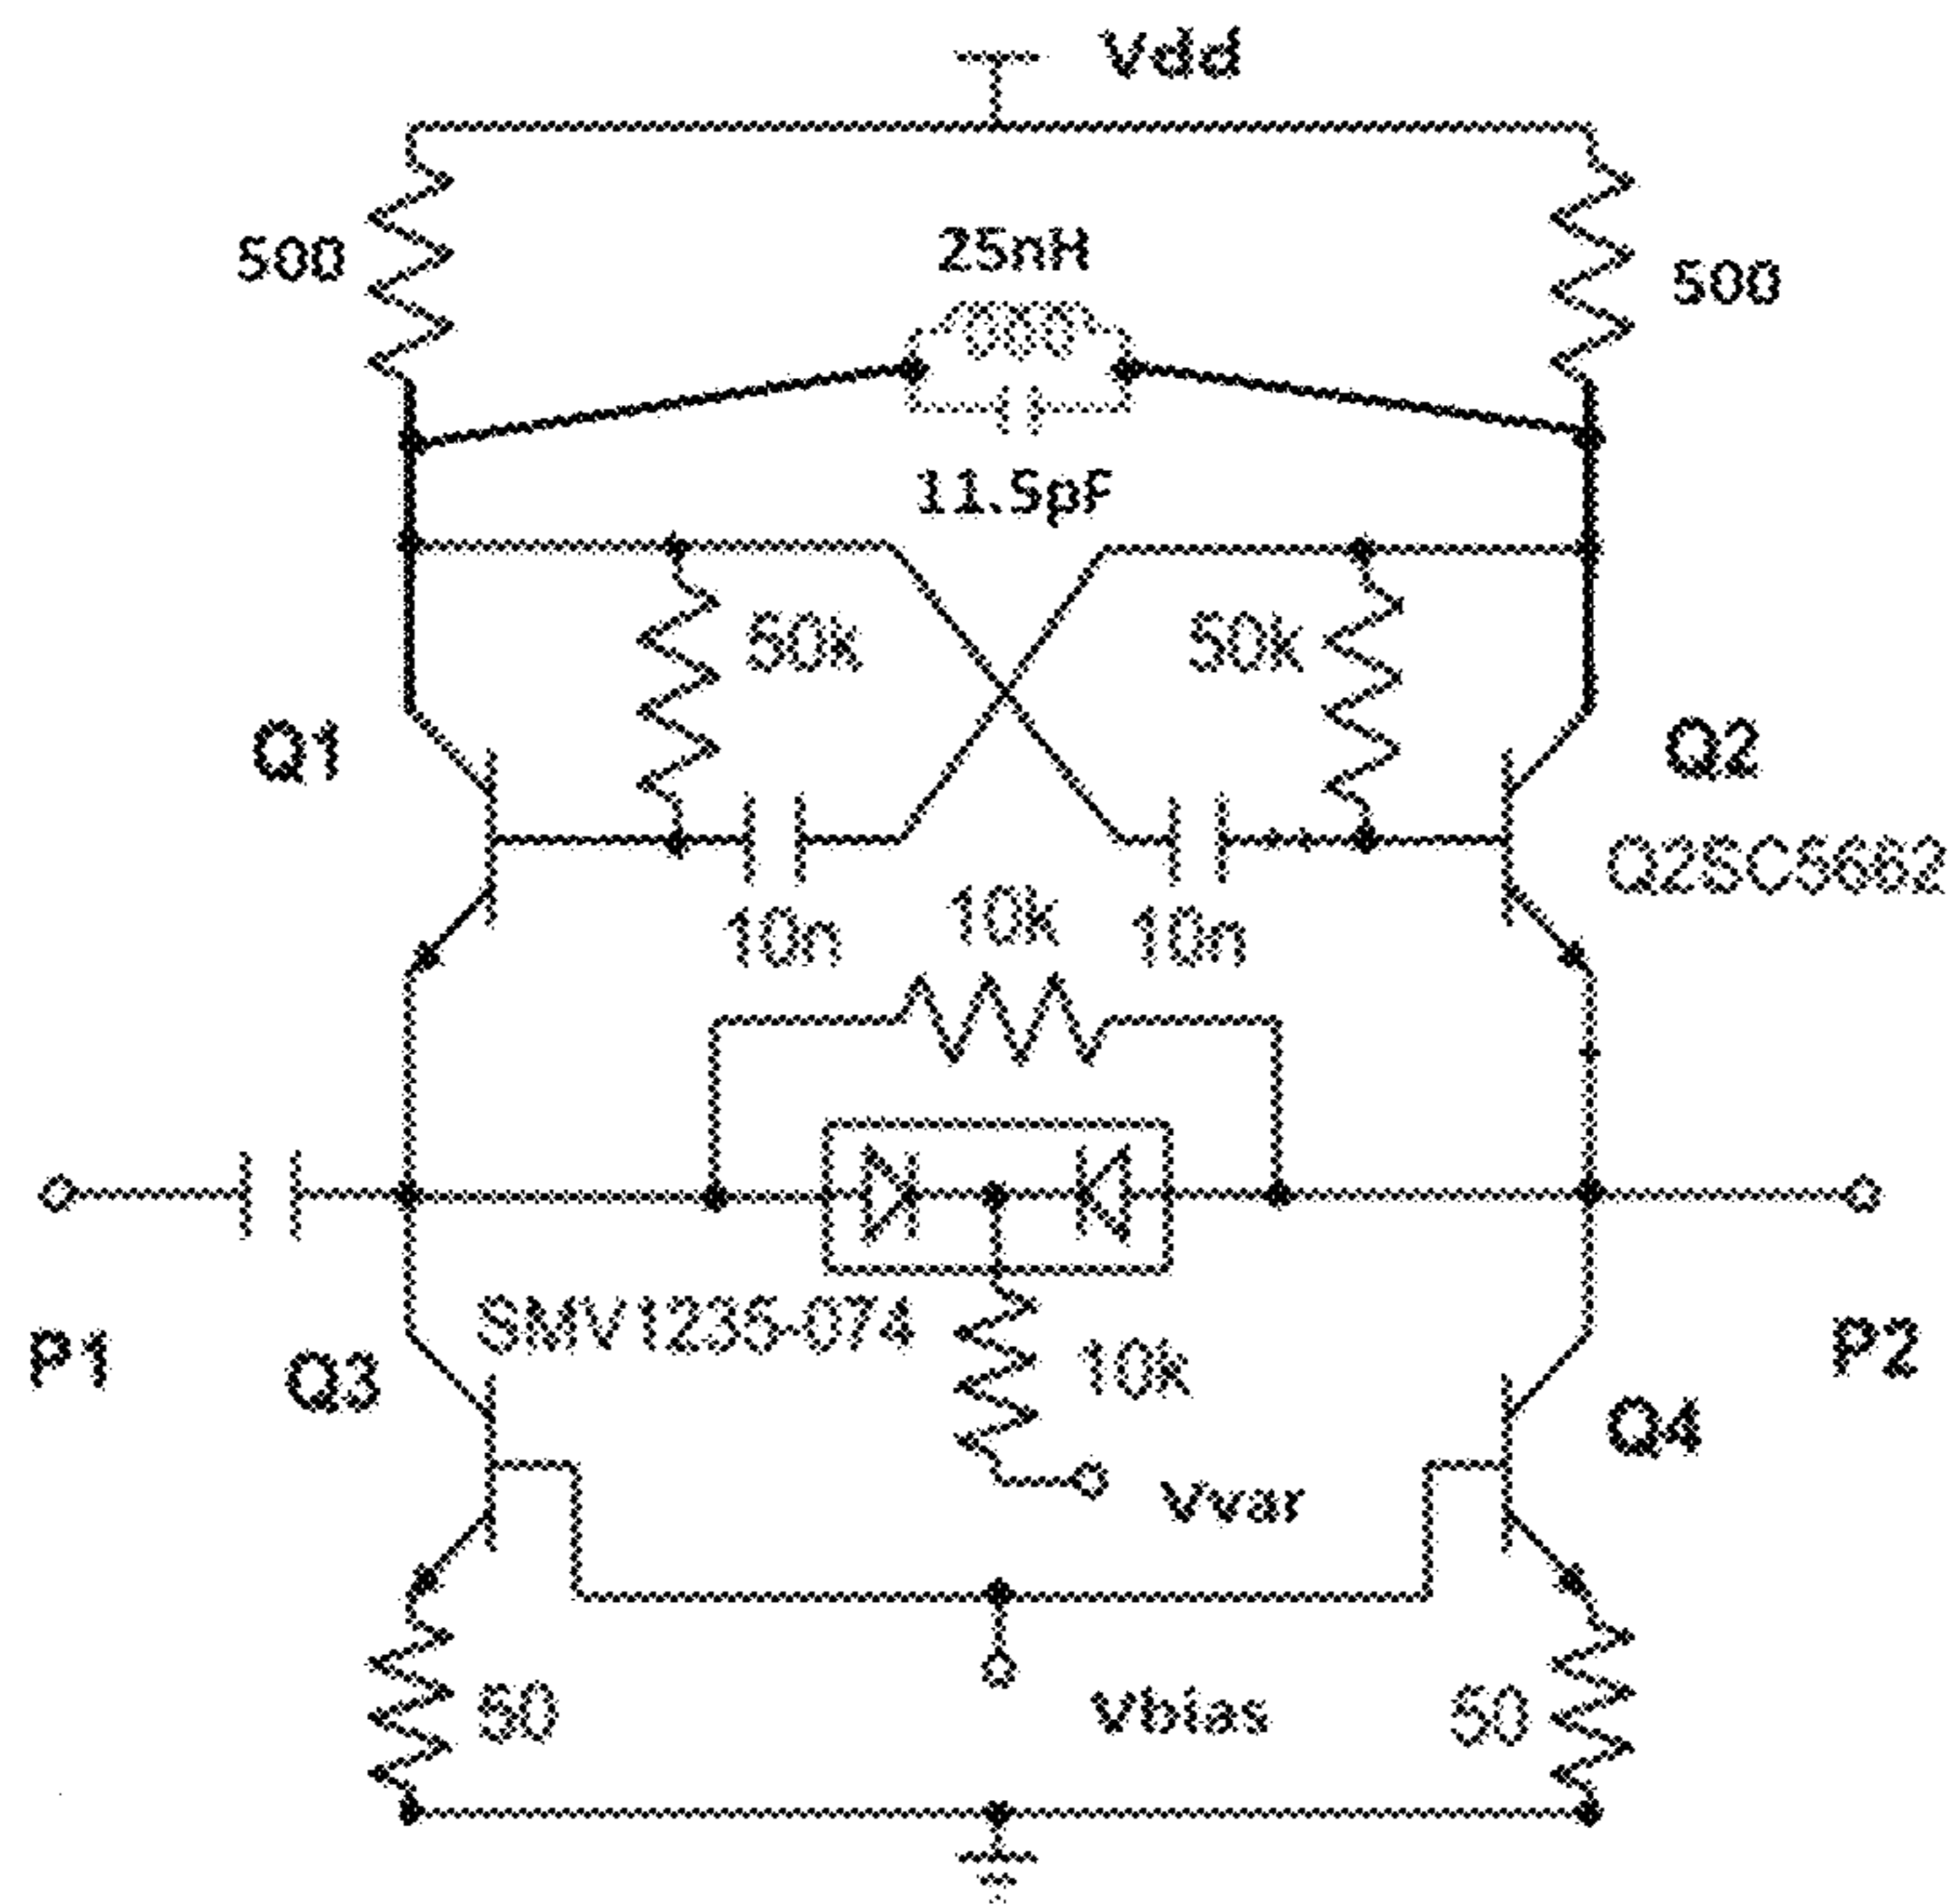 Vdd
500
25nH
500
11.5pF
50k
50k
Q1
Q2
Q2SC5662
10n
10k
10n
P1
Q3
SMV1235-074
10k
P2
Q4
Vvar
50
Vbias
50